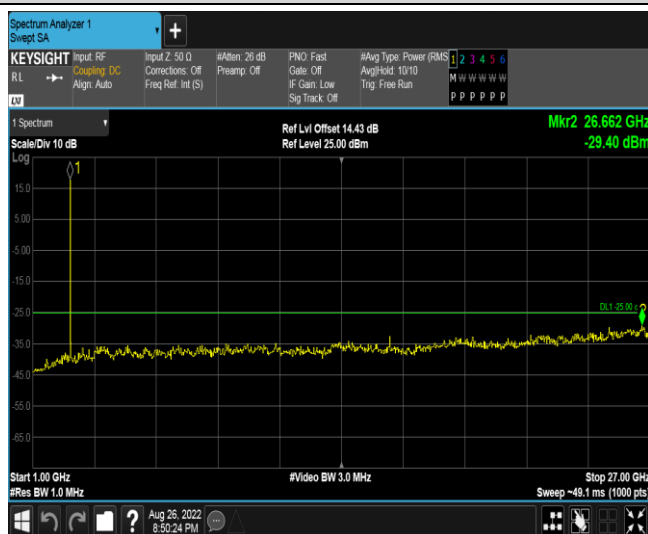 Spectrum Analyzer 1
Swept SA
KEYSIGHT
RL
LXI
Input: RF
Coupling: DC
Align: Auto
Input Z: 50 Ω
Corrections: Off
Freq Ref: Int (S)
#Atten: 26 dB
Preamp: Off
PNO: Fast
Gate: Off
IF Gain: Low
Sig Track: Off
#Avg Type: Power (RMS
Avg|Hold: 10/10
Trig: Free Run
1 2 3 4 5 6
M W W W W W
P P P P P P
1 Spectrum
Scale/Div 10 dB
Ref Lvl Offset 14.43 dB
Ref Level 25.00 dBm
Mkr2 26.662 GHz
-29.40 dBm
Log
1
15.0
5.00
-5.00
-15.0
-25.0
DL1 -25.00 c
-35.0
-45.0
-55.0
-65.0
Start 1.00 GHz
#Video BW 3.0 MHz
Stop 27.00 GHz
#Res BW 1.0 MHz
Sweep ~49.1 ms (1000 pts)
?
Aug 26, 2022
8:50:24 PM